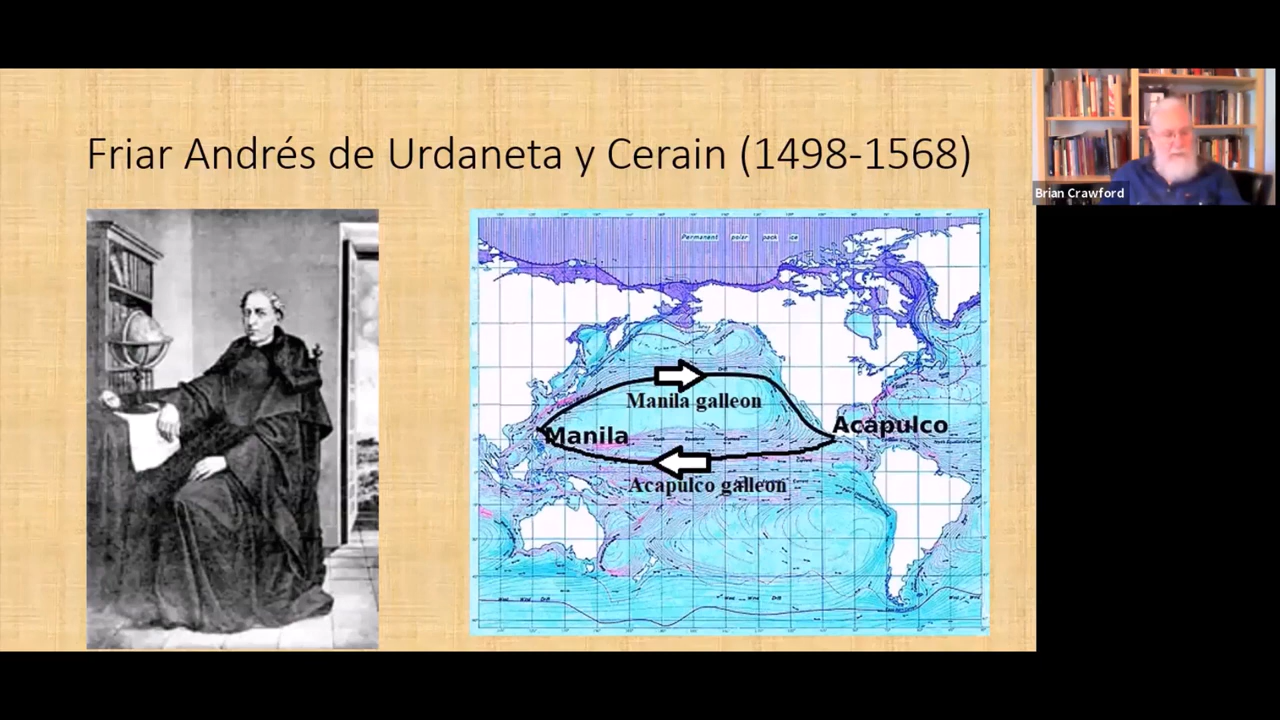 Friar Andrés de Urdaneta y Cerain (1498-1568)
Brian Crawford
Permanent polar pack ice
Manila galleon
Acapulco
Manila
Acapulco galleon